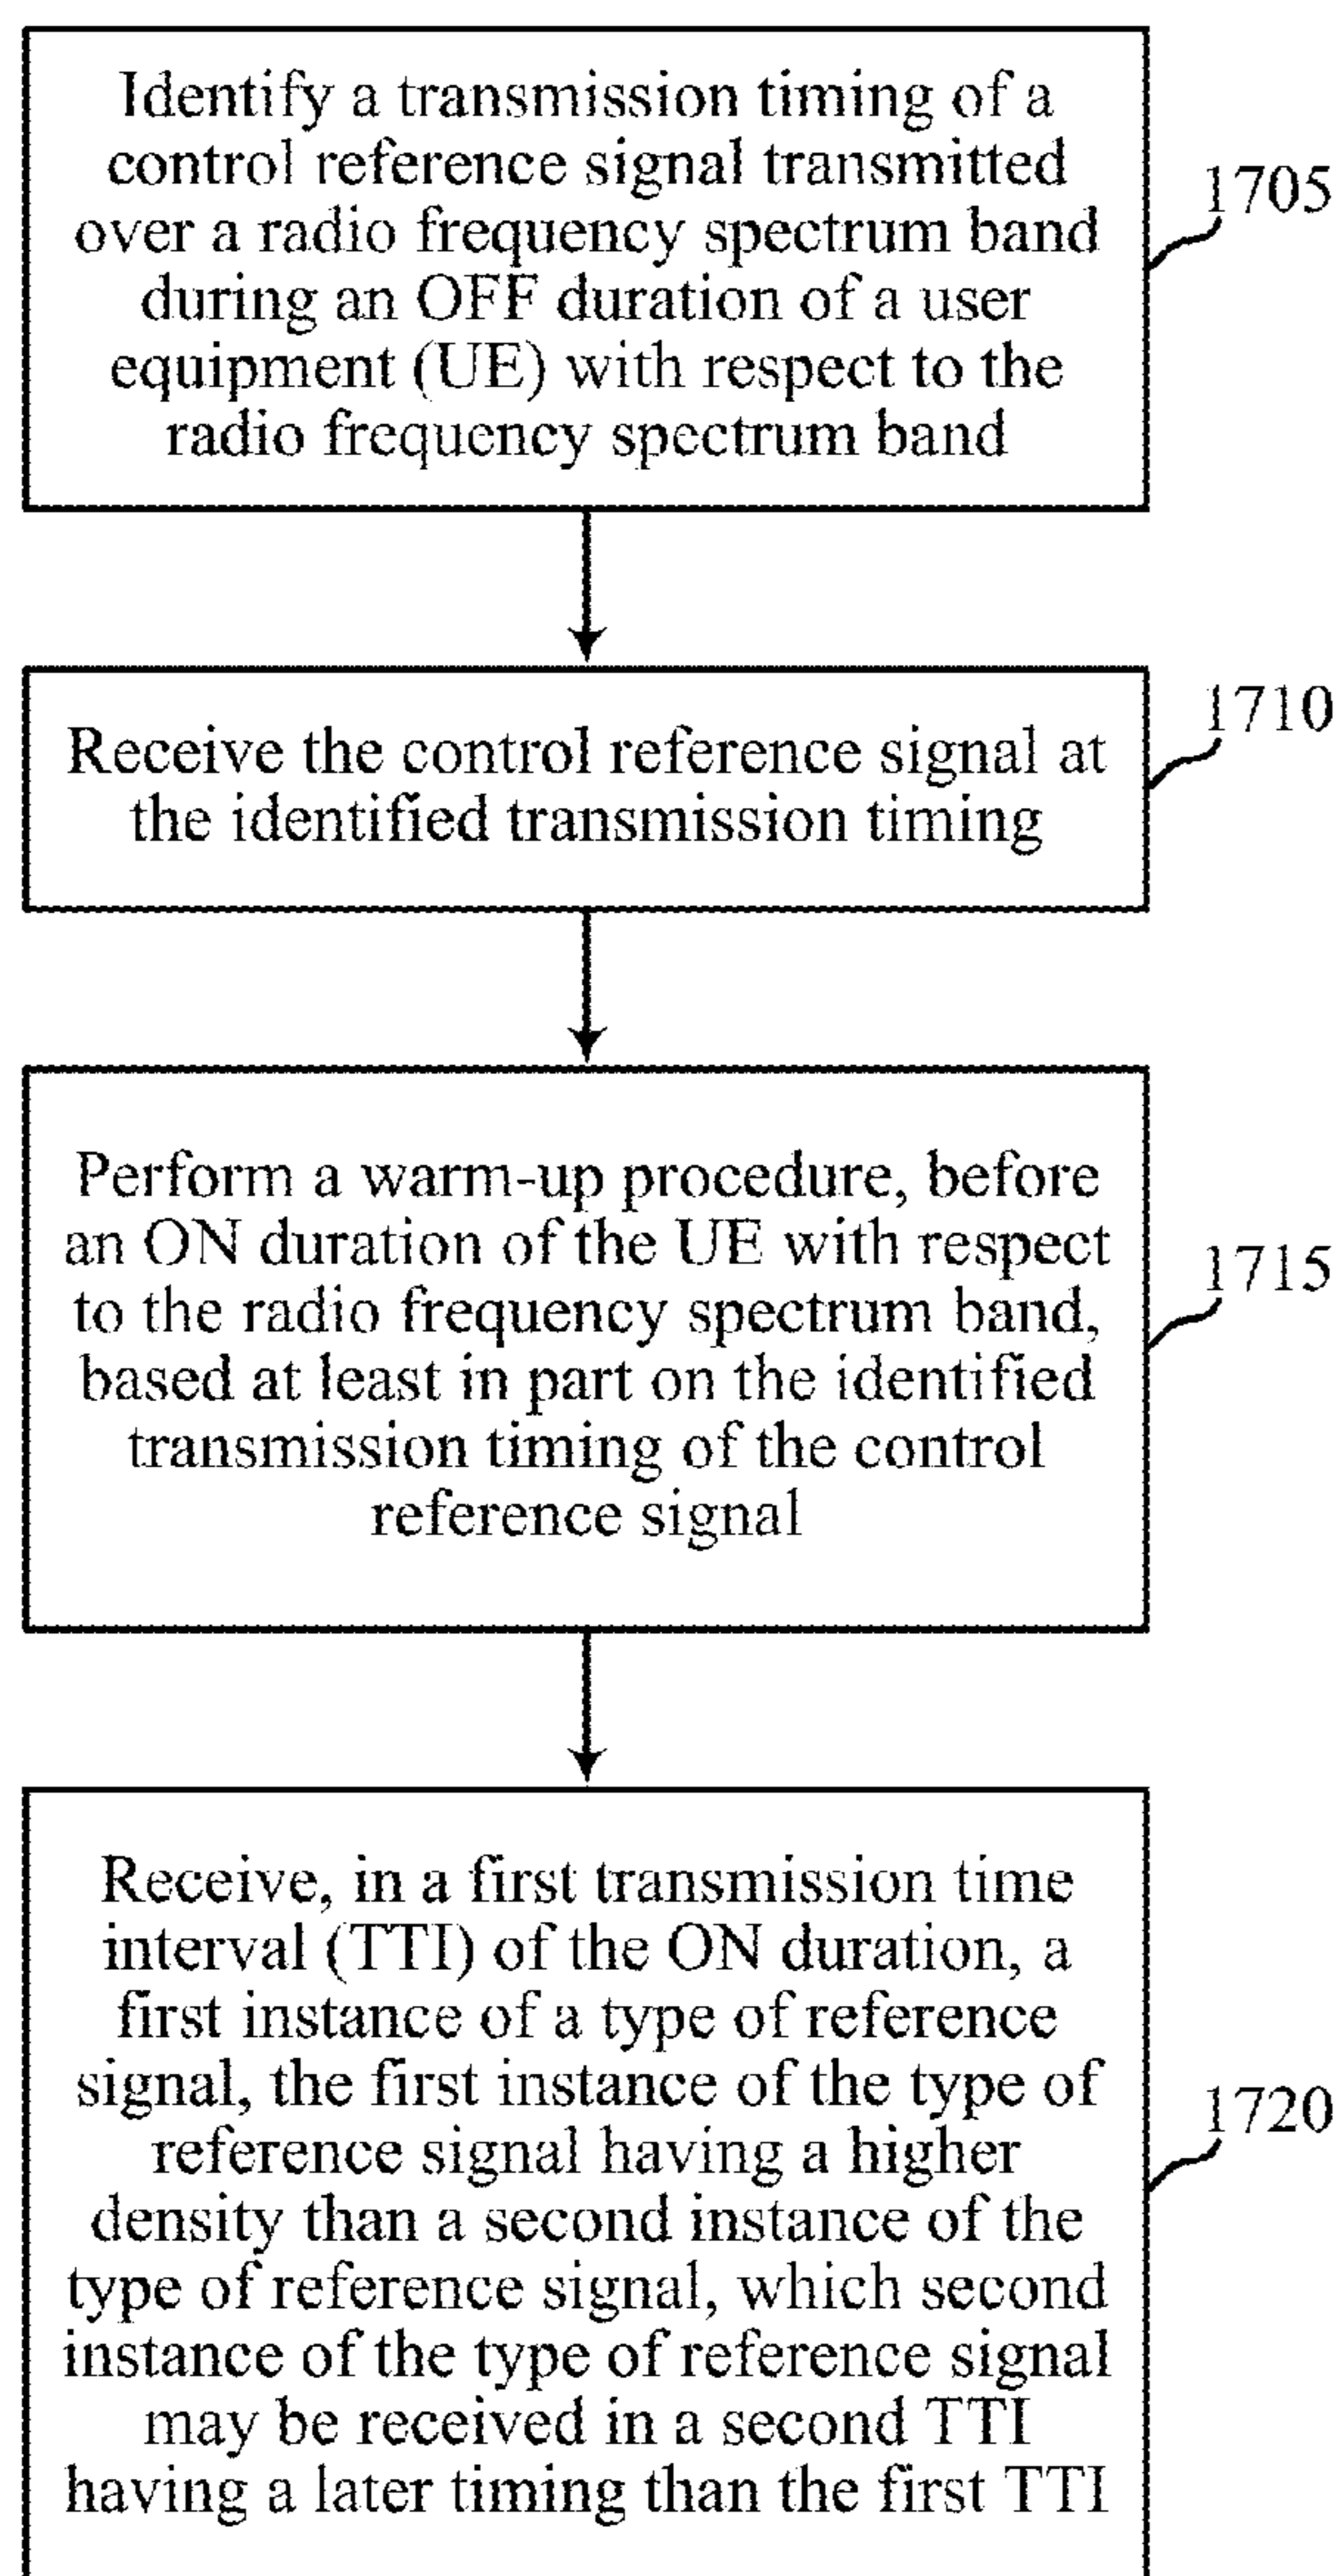 Identify a transmission timing of a
control reference signal transmitted
over a radio frequency spectrum band
during an OFF duration of a user
equipment (UE) with respect to the
radio frequency spectrum band
1705
Receive the control reference signal at
the identified transmission timing
1710
Perform a warm-up procedure, before
an ON duration of the UE with respect
to the radio frequency spectrum band,
based at least in part on the identified
transmission timing of the control
reference signal
1715
Receive, in a first transmission time
interval (TTI) of the ON duration, a
first instance of a type of reference
signal, the first instance of the type of
reference signal having a higher
density than a second instance of the
type of reference signal, which second
instance of the type of reference signal
may be received in a second TTI
having a later timing than the first TTI
1720